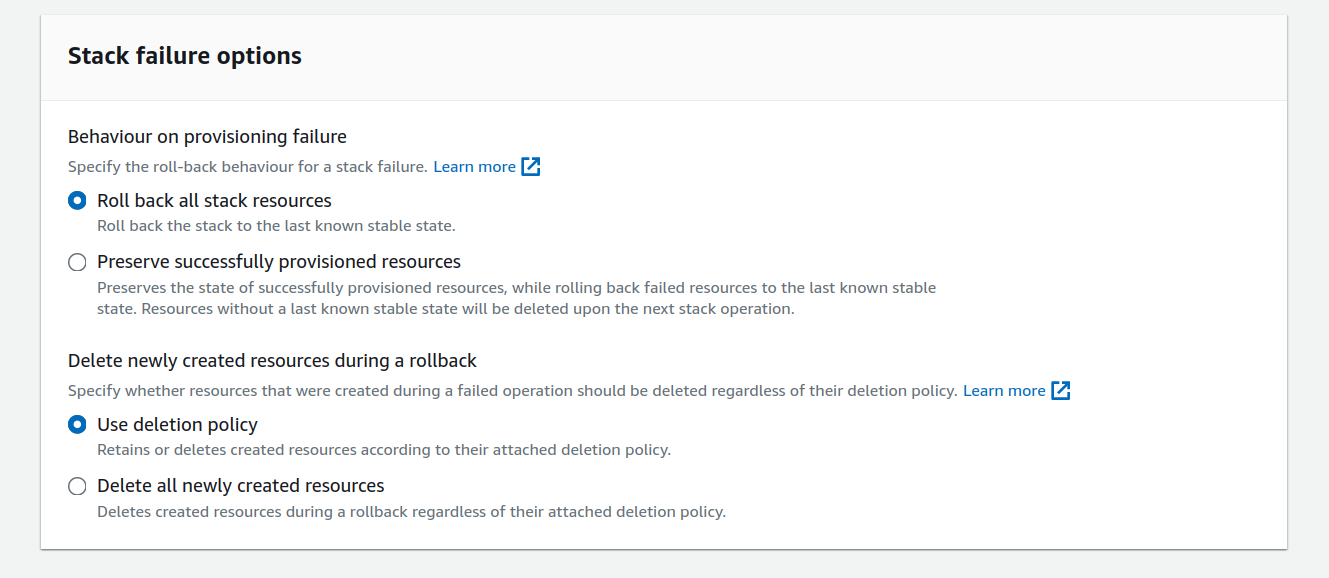 Stack failure options
Behaviour on provisioning failure
Specify the roll-back behaviour for a stack failure. Learn more
Roll back all stack resources
Roll back the stack to the last known stable state.
Preserve successfully provisioned resources
Preserves the state of successfully provisioned resources, while rolling back failed resources to the last known stable
state. Resources without a last known stable state will be deleted upon the next stack operation.
Delete newly created resources during a rollback
Specify whether resources that were created during a failed operation should be deleted regardless of their deletion policy. Learn more
Use deletion policy
Retains or deletes created resources according to their attached deletion policy.
Delete all newly created resources
Deletes created resources during a rollback regardless of their attached deletion policy.